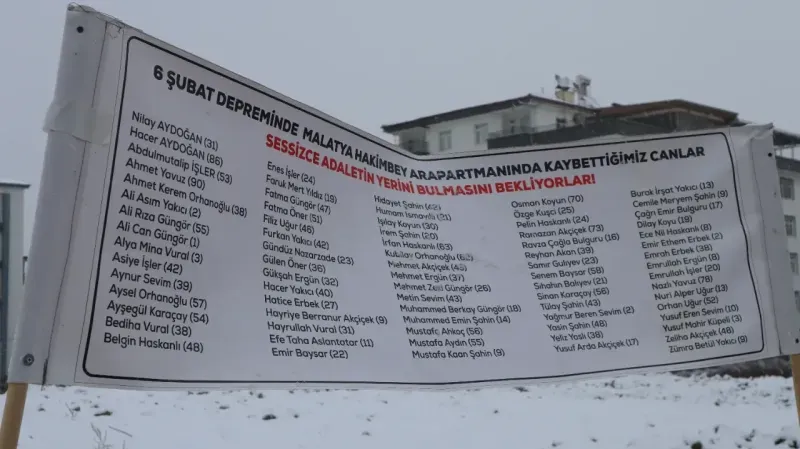 6 ŞUBAT DEPREMİNDE MALATYA HAKİMBEY ARAPARTMANINDA KAYBETTİĞİMİZ CANLAR
SESSİZCE ADALETİN YERİNİ BULMASINI BEKLİYORLAR!
Nilay AYDOĞAN (31)
Hacer AYDOĞAN (86)
Abdulmutalip İŞLER (53)
Ahmet Yavuz (90)
Ahmet Kerem Orhanoğlu (38)
Ali Asım Yakıcı (2)
Ali Rıza Güngör (55)
Ali Can Güngör (1)
Alya Mina Vural (3)
Asiye İşler (42)
Aynur Sevim (39)
Aysel Orhanoğlu (57)
Ayşegül Karaçay (54)
Bediha Vural (38)
Belgin Haskanlı (48)
Enes İşler (24)
Faruk Mert Yıldız (19)
Fatma Güngör (47)
Fatma Öner (51)
Filiz Uğur (46)
Furkan Yakıcı (42)
Gündüz Nazarzade (23)
Gülen Öner (36)
Gükşah Ergün (32)
Hacer Yakıcı (40)
Hatice Erbek (27)
Hayriye Berranur Akçiçek (9)
Hayrullah Vural (31)
Efe Taha Aslantatar (11)
Emir Baysar (22)
Hidayet Şahin (42)
Humam Ismavılı (31)
Işılay Koyun (30)
İrem Şahin (20)
İrfan Haskanlı (63)
Kubilay Orhanoğlu (62)
Mehmet Akçiçek (45)
Mehmet Ergün (37)
Mehmet Zeki Güngör (26)
Metin Sevim (43)
Muhammed Berkay Güngör (18)
Muhammed Emin Şahin (14)
Mustafa Ahkoç (56)
Mustafa Aydın (55)
Mustafa Kaan Şahin (9)
Osman Koyun (70)
Özge Kuşçi (25)
Pelin Haskanlı (24)
Ramazan Akçiçek (73)
Ravza Çağla Bulguru (16)
Reyhan Akan (39)
Samir Guliyev (23)
Senem Baysar (58)
Sihahin Balıyev (21)
Sinan Karaçay (56)
Tülay Şahin (43)
Yağmur Beren Sevim (2)
Yasin Şahin (48)
Yeliz Yaslı (38)
Yusuf Arda Akçiçek (17)
Burak İrşat Yakıcı (13)
Cemile Meryem Şahin (9)
Çağrı Emir Bulguru (17)
Dilay Koyu (19)
Ece Nil Haskanlı (8)
Emir Ethem Erbek (2)
Emrah Erbek (38)
Emrullah Ergün (8)
Emrullah İşler (20)
Nazlı Yavuz (78)
Nuri Alper Uğur (13)
Orhan Uğur (52)
Yusuf Eren Sevim (10)
Yusuf Mahir Küpeli (3)
Zeliha Akçiçek (48)
Zümra Betül Yakıcı (9)